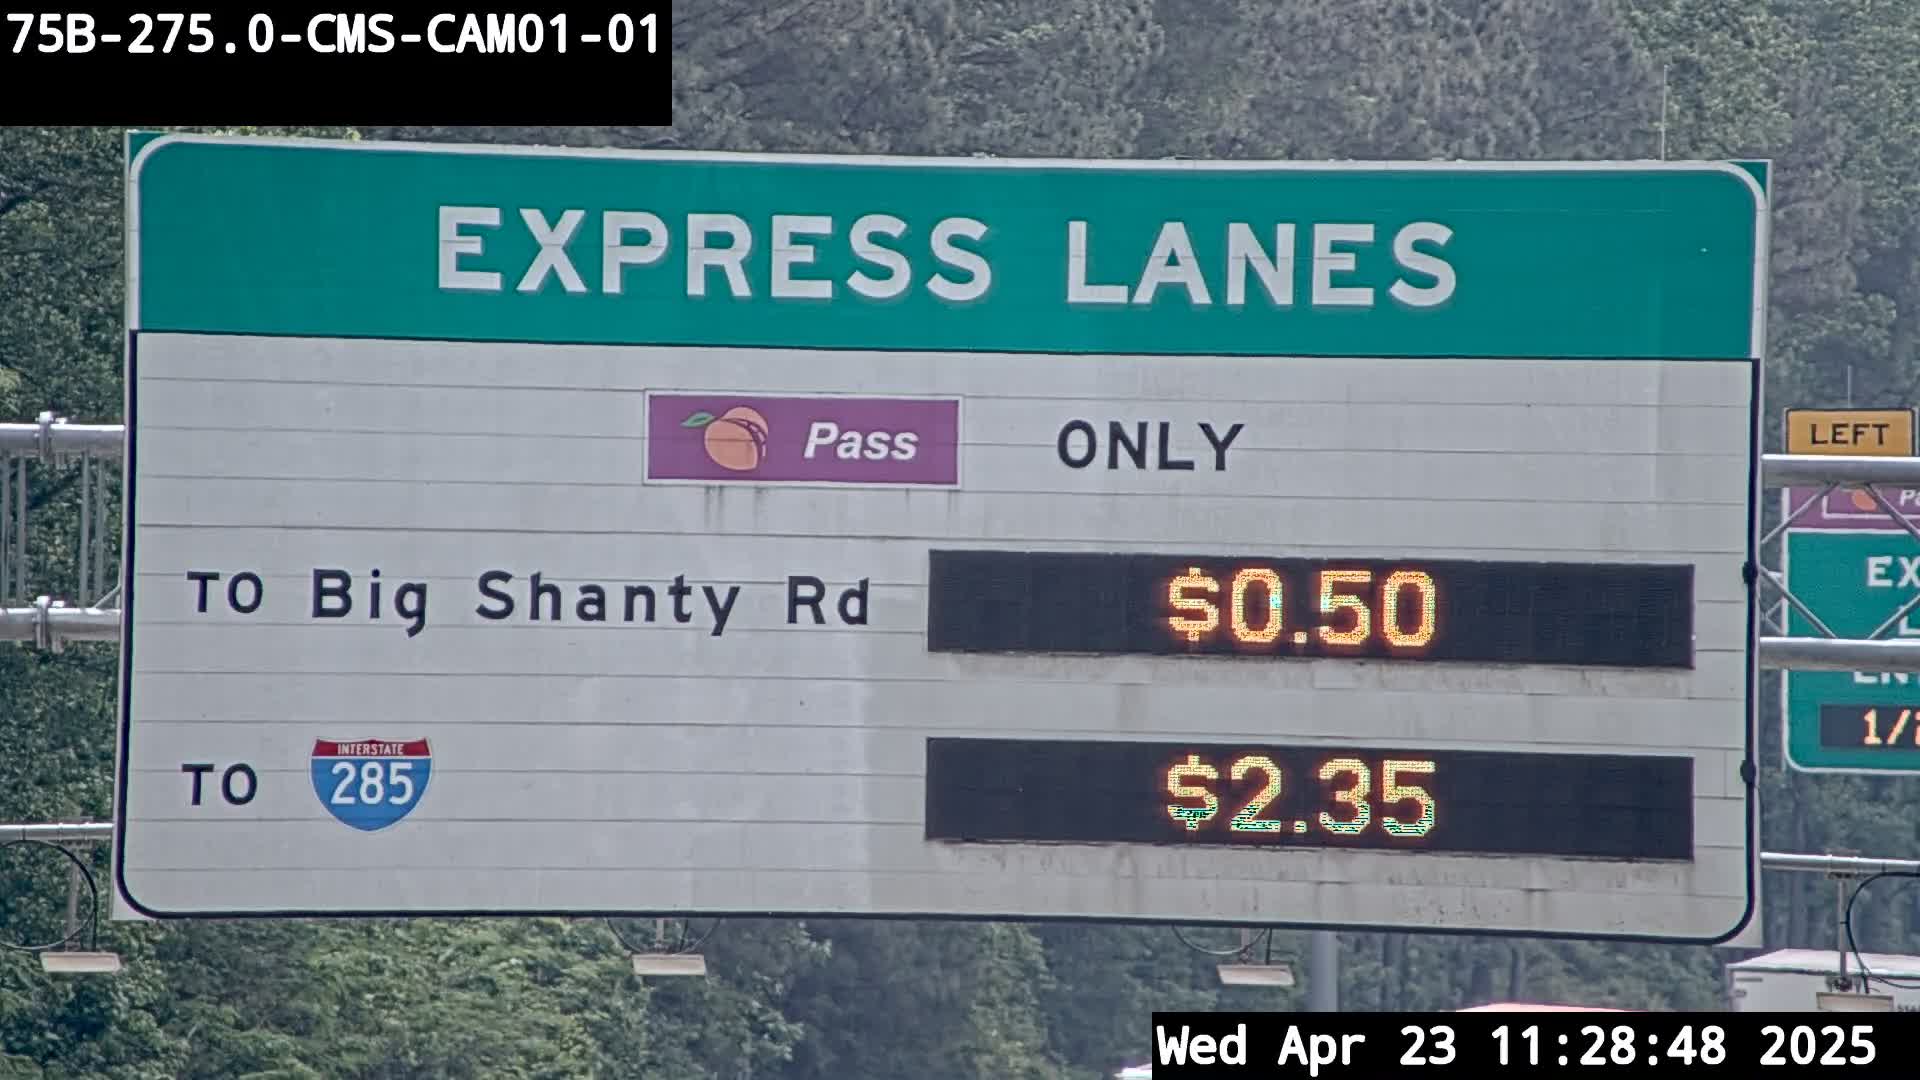 75B-275.0-CMS-CAM01-01
EXPRESS LANES
Pass ONLY
TO Big Shanty Rd $0.50
TO INTERSTATE 285 $2.35
LEFT
Wed Apr 23 11:28:48 2025